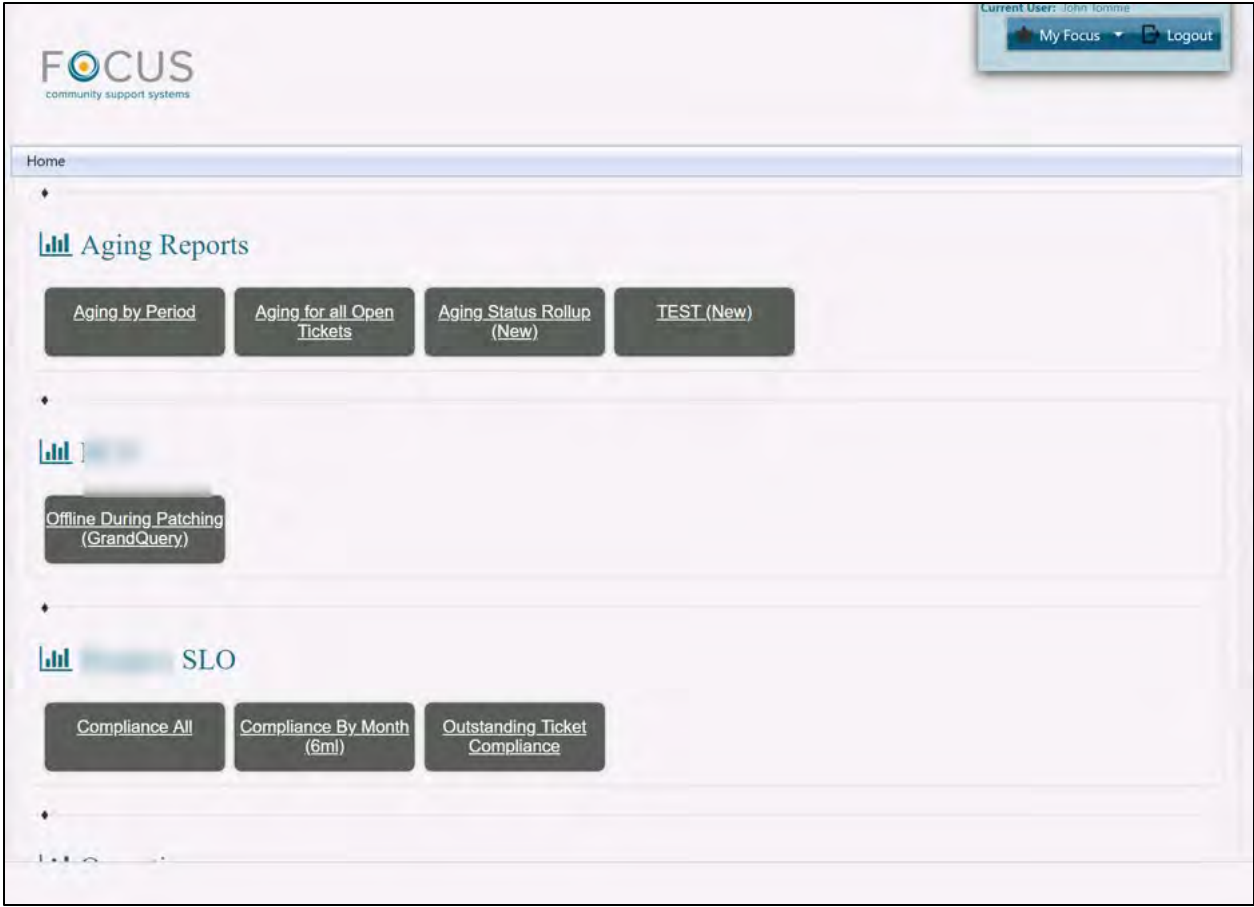 Current User: John Tomme
My Focus
Logout
FOCUS
community support systems
Home
Aging Reports
Aging by Period
Aging for all Open
Tickets
Aging Status Rollup
(New)
TEST (New)
Offline During Patching
(GrandQuery)
SLO
Compliance All
Compliance By Month
(6ml)
Outstanding Ticket
Compliance